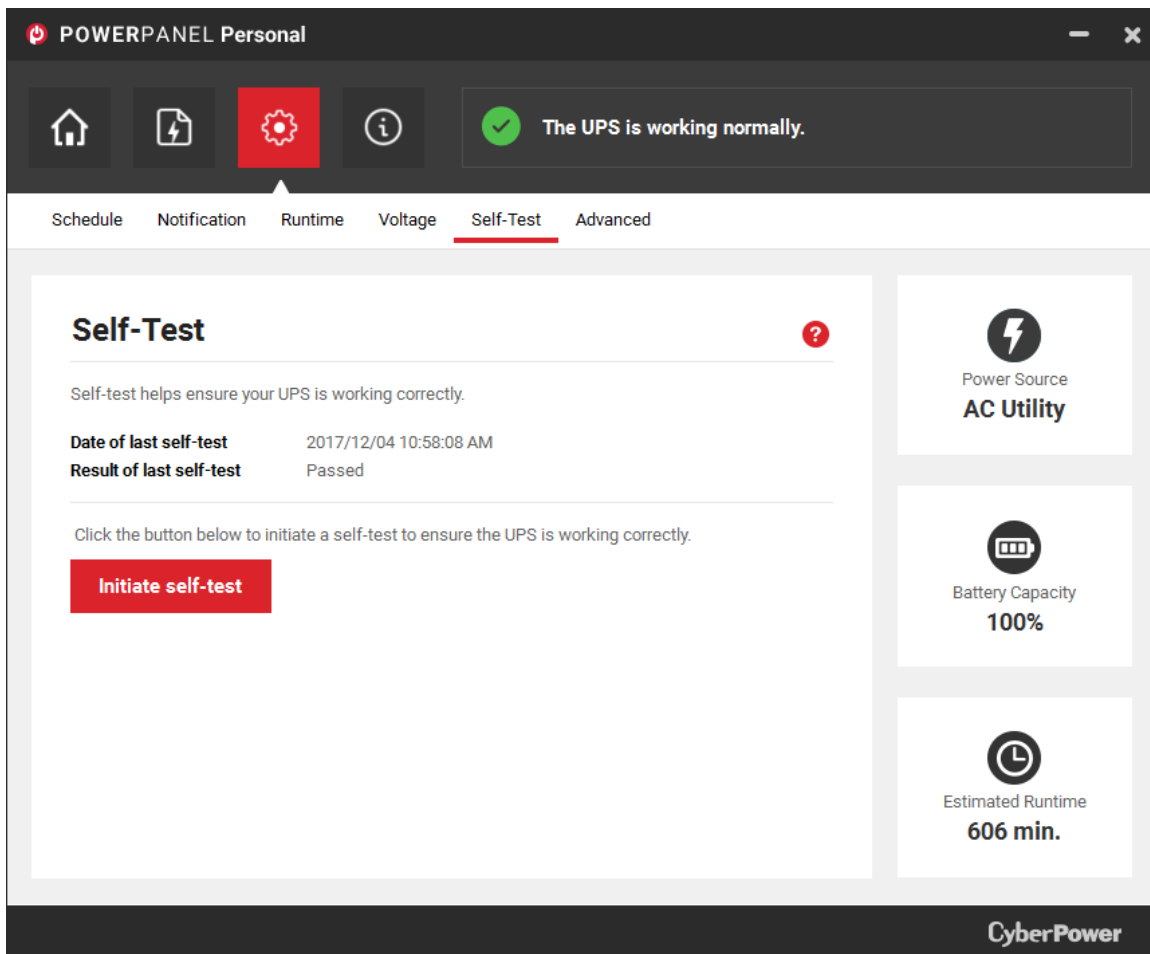 POWERPANEL Personal
The UPS is working normally.
Schedule Notification Runtime Voltage Self-Test Advanced
Self-Test
?
Self-test helps ensure your UPS is working correctly.
Date of last self-test 2017/12/04 10:58:08 AM
Result of last self-test Passed
Click the button below to initiate a self-test to ensure the UPS is working correctly.
Initiate self-test
Power Source
AC Utility
Battery Capacity
100%
Estimated Runtime
606 min.
CyberPower